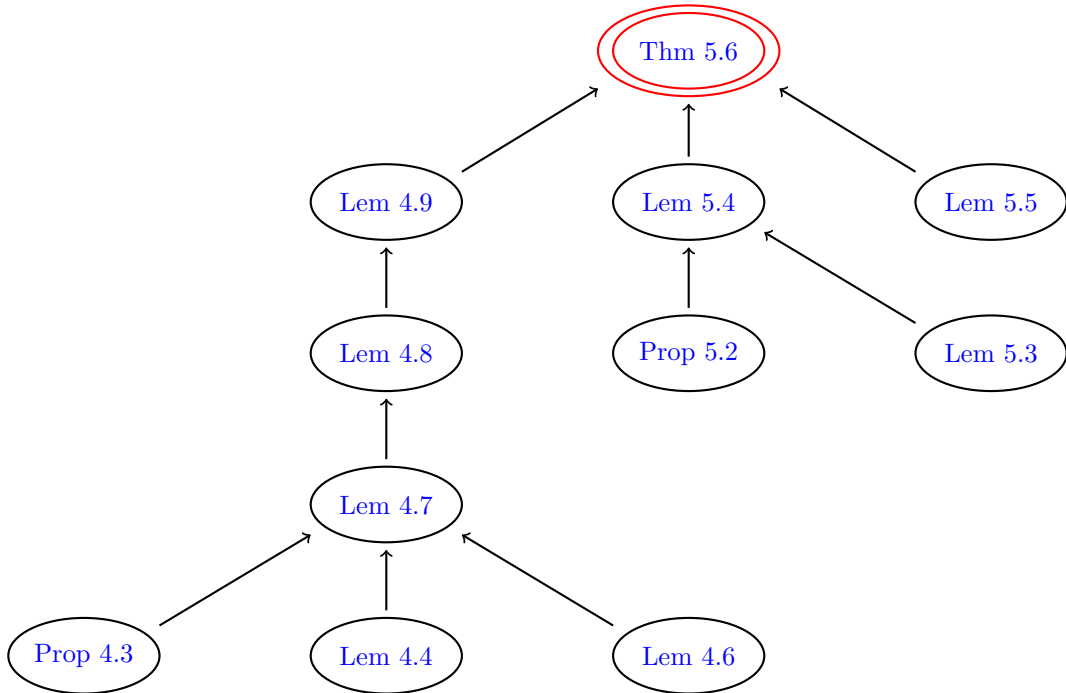 Thm 5.6
Lem 4.9
Lem 5.4
Lem 5.5
Lem 4.8
Prop 5.2
Lem 5.3
Lem 4.7
Prop 4.3
Lem 4.4
Lem 4.6